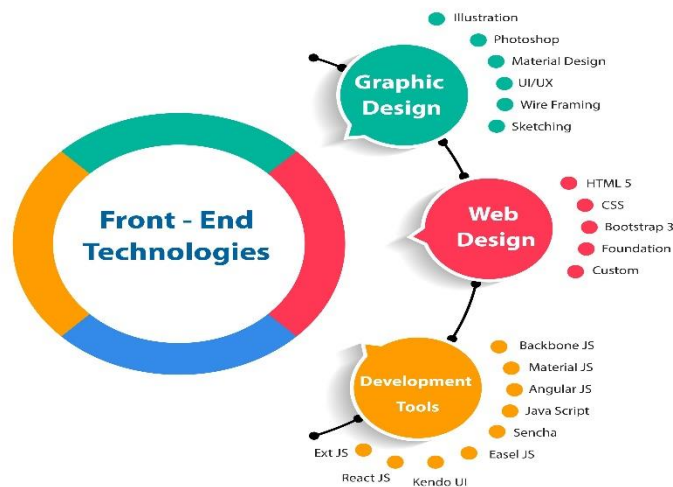 Front - End
Technologies
Graphic
Design
Illustration
Photoshop
Material Design
UI/UX
Wire Framing
Sketching
Web
Design
HTML 5
CSS
Bootstrap 3
Foundation
Custom
Development
Tools
Backbone JS
Material JS
Angular JS
Java Script
Sencha
Easel JS
Kendo UI
React JS
Ext JS